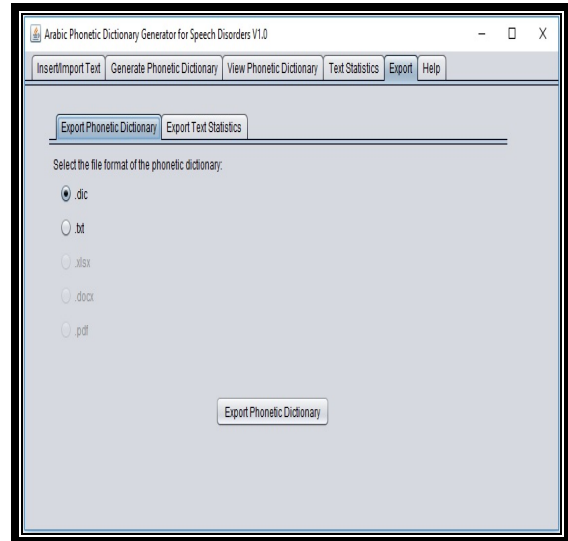 Arabic Phonetic Dictionary Generator for Speech Disorders V1.0
Insert/Import Text Generate Phonetic Dictionary View Phonetic Dictionary Text Statistics Export Help
Export Phonetic Dictionary Export Text Statistics
Select the file format of the phonetic dictionary:
.dic
.txt
.xlsx
.docx
.pdf
Export Phonetic Dictionary